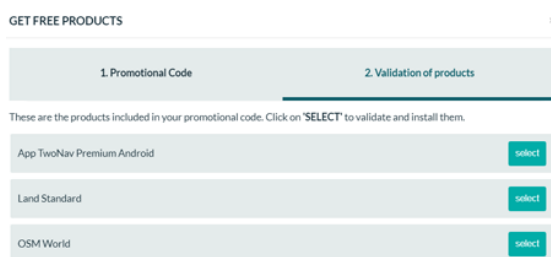 GET FREE PRODUCTS
1. Promotional Code
2. Validation of products
These are the products included in your promotional code. Click on 'SELECT' to validate and install them.
App TwoNav Premium Android
select
Land Standard
select
OSM World
select